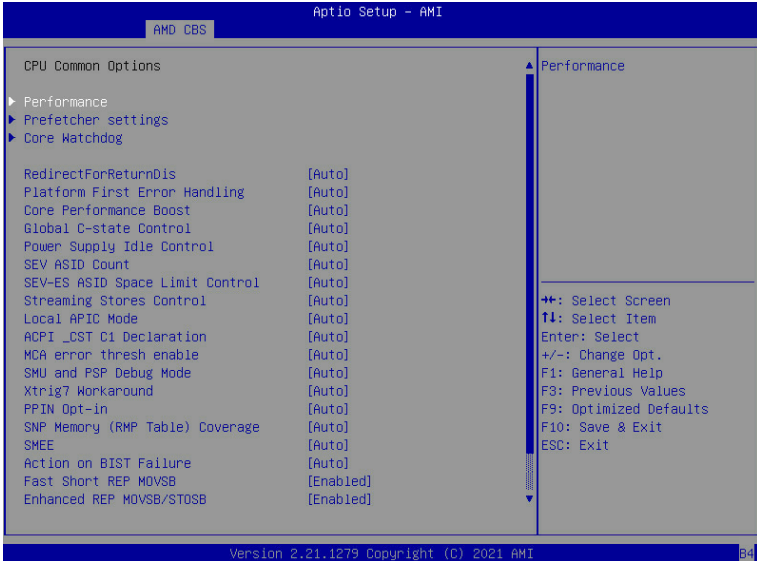 Aptio Setup – AMI
AMD CBS
CPU Common Options
Performance
Prefetcher settings
Core Watchdog
RedirectForReturnDis [Auto]
Platform First Error Handling [Auto]
Core Performance Boost [Auto]
Global C-state Control [Auto]
Power Supply Idle Control [Auto]
SEV ASID Count [Auto]
SEV-ES ASID Space Limit Control [Auto]
Streaming Stores Control [Auto]
Local APIC Mode [Auto]
ACPI _CST C1 Declaration [Auto]
MCA error thresh enable [Auto]
SMU and PSP Debug Mode [Auto]
Xtrig7 Workaround [Auto]
PPIN Opt-in [Auto]
SNP Memory (RMP Table) Coverage [Auto]
SMEE [Auto]
Action on BIST Failure [Auto]
Fast Short REP MOVSB [Enabled]
Enhanced REP MOVSB/STOSB [Enabled]
Performance
→←: Select Screen
↑↓: Select Item
Enter: Select
+/-: Change Opt.
F1: General Help
F3: Previous Values
F9: Optimized Defaults
F10: Save & Exit
ESC: Exit
Version 2.21.1279 Copyright (C) 2021 AMI
B4